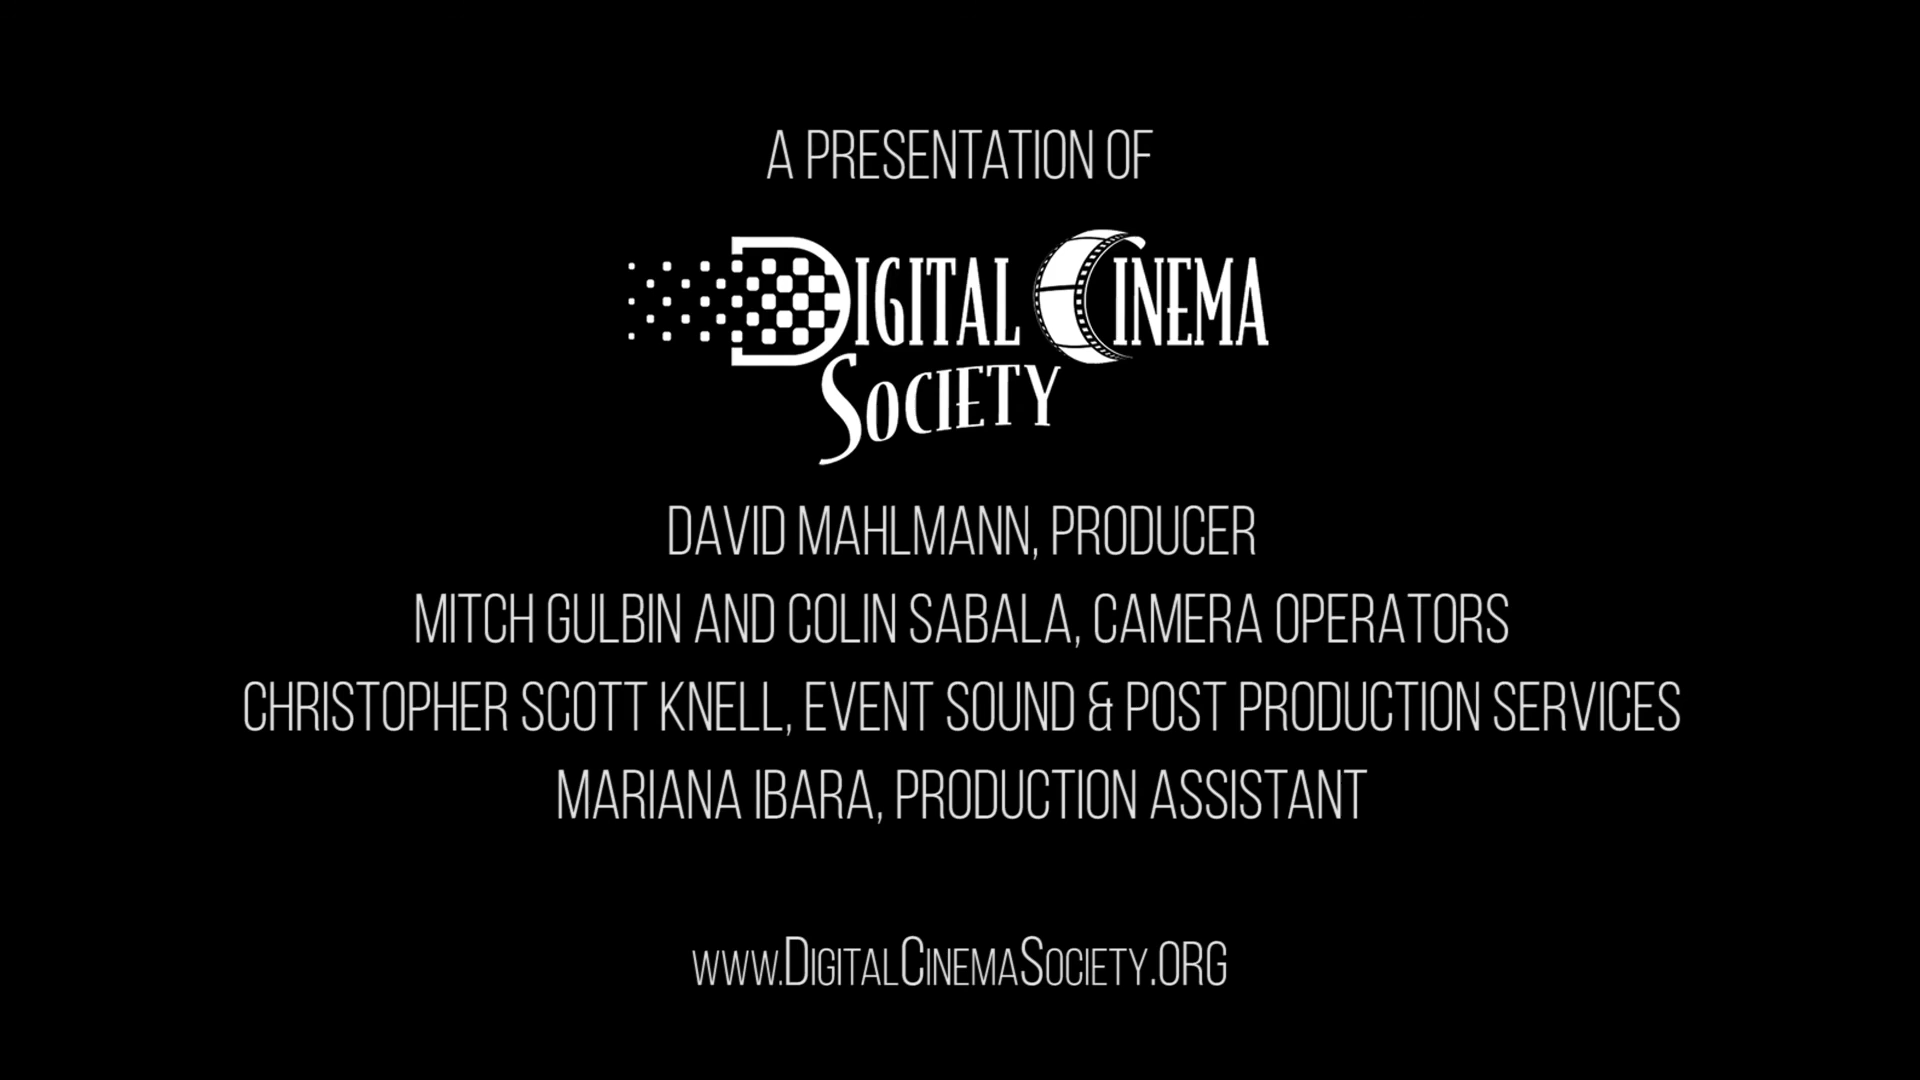 A PRESENTATION OF
DIGITAL CINEMA
SOCIETY
DAVID MAHLMANN, PRODUCER
MITCH GULBIN AND COLIN SABALA, CAMERA OPERATORS
CHRISTOPHER SCOTT KNELL, EVENT SOUND & POST PRODUCTION SERVICES
MARIANA IBARA, PRODUCTION ASSISTANT
WWW.DIGITALCINEMASOCIETY.ORG